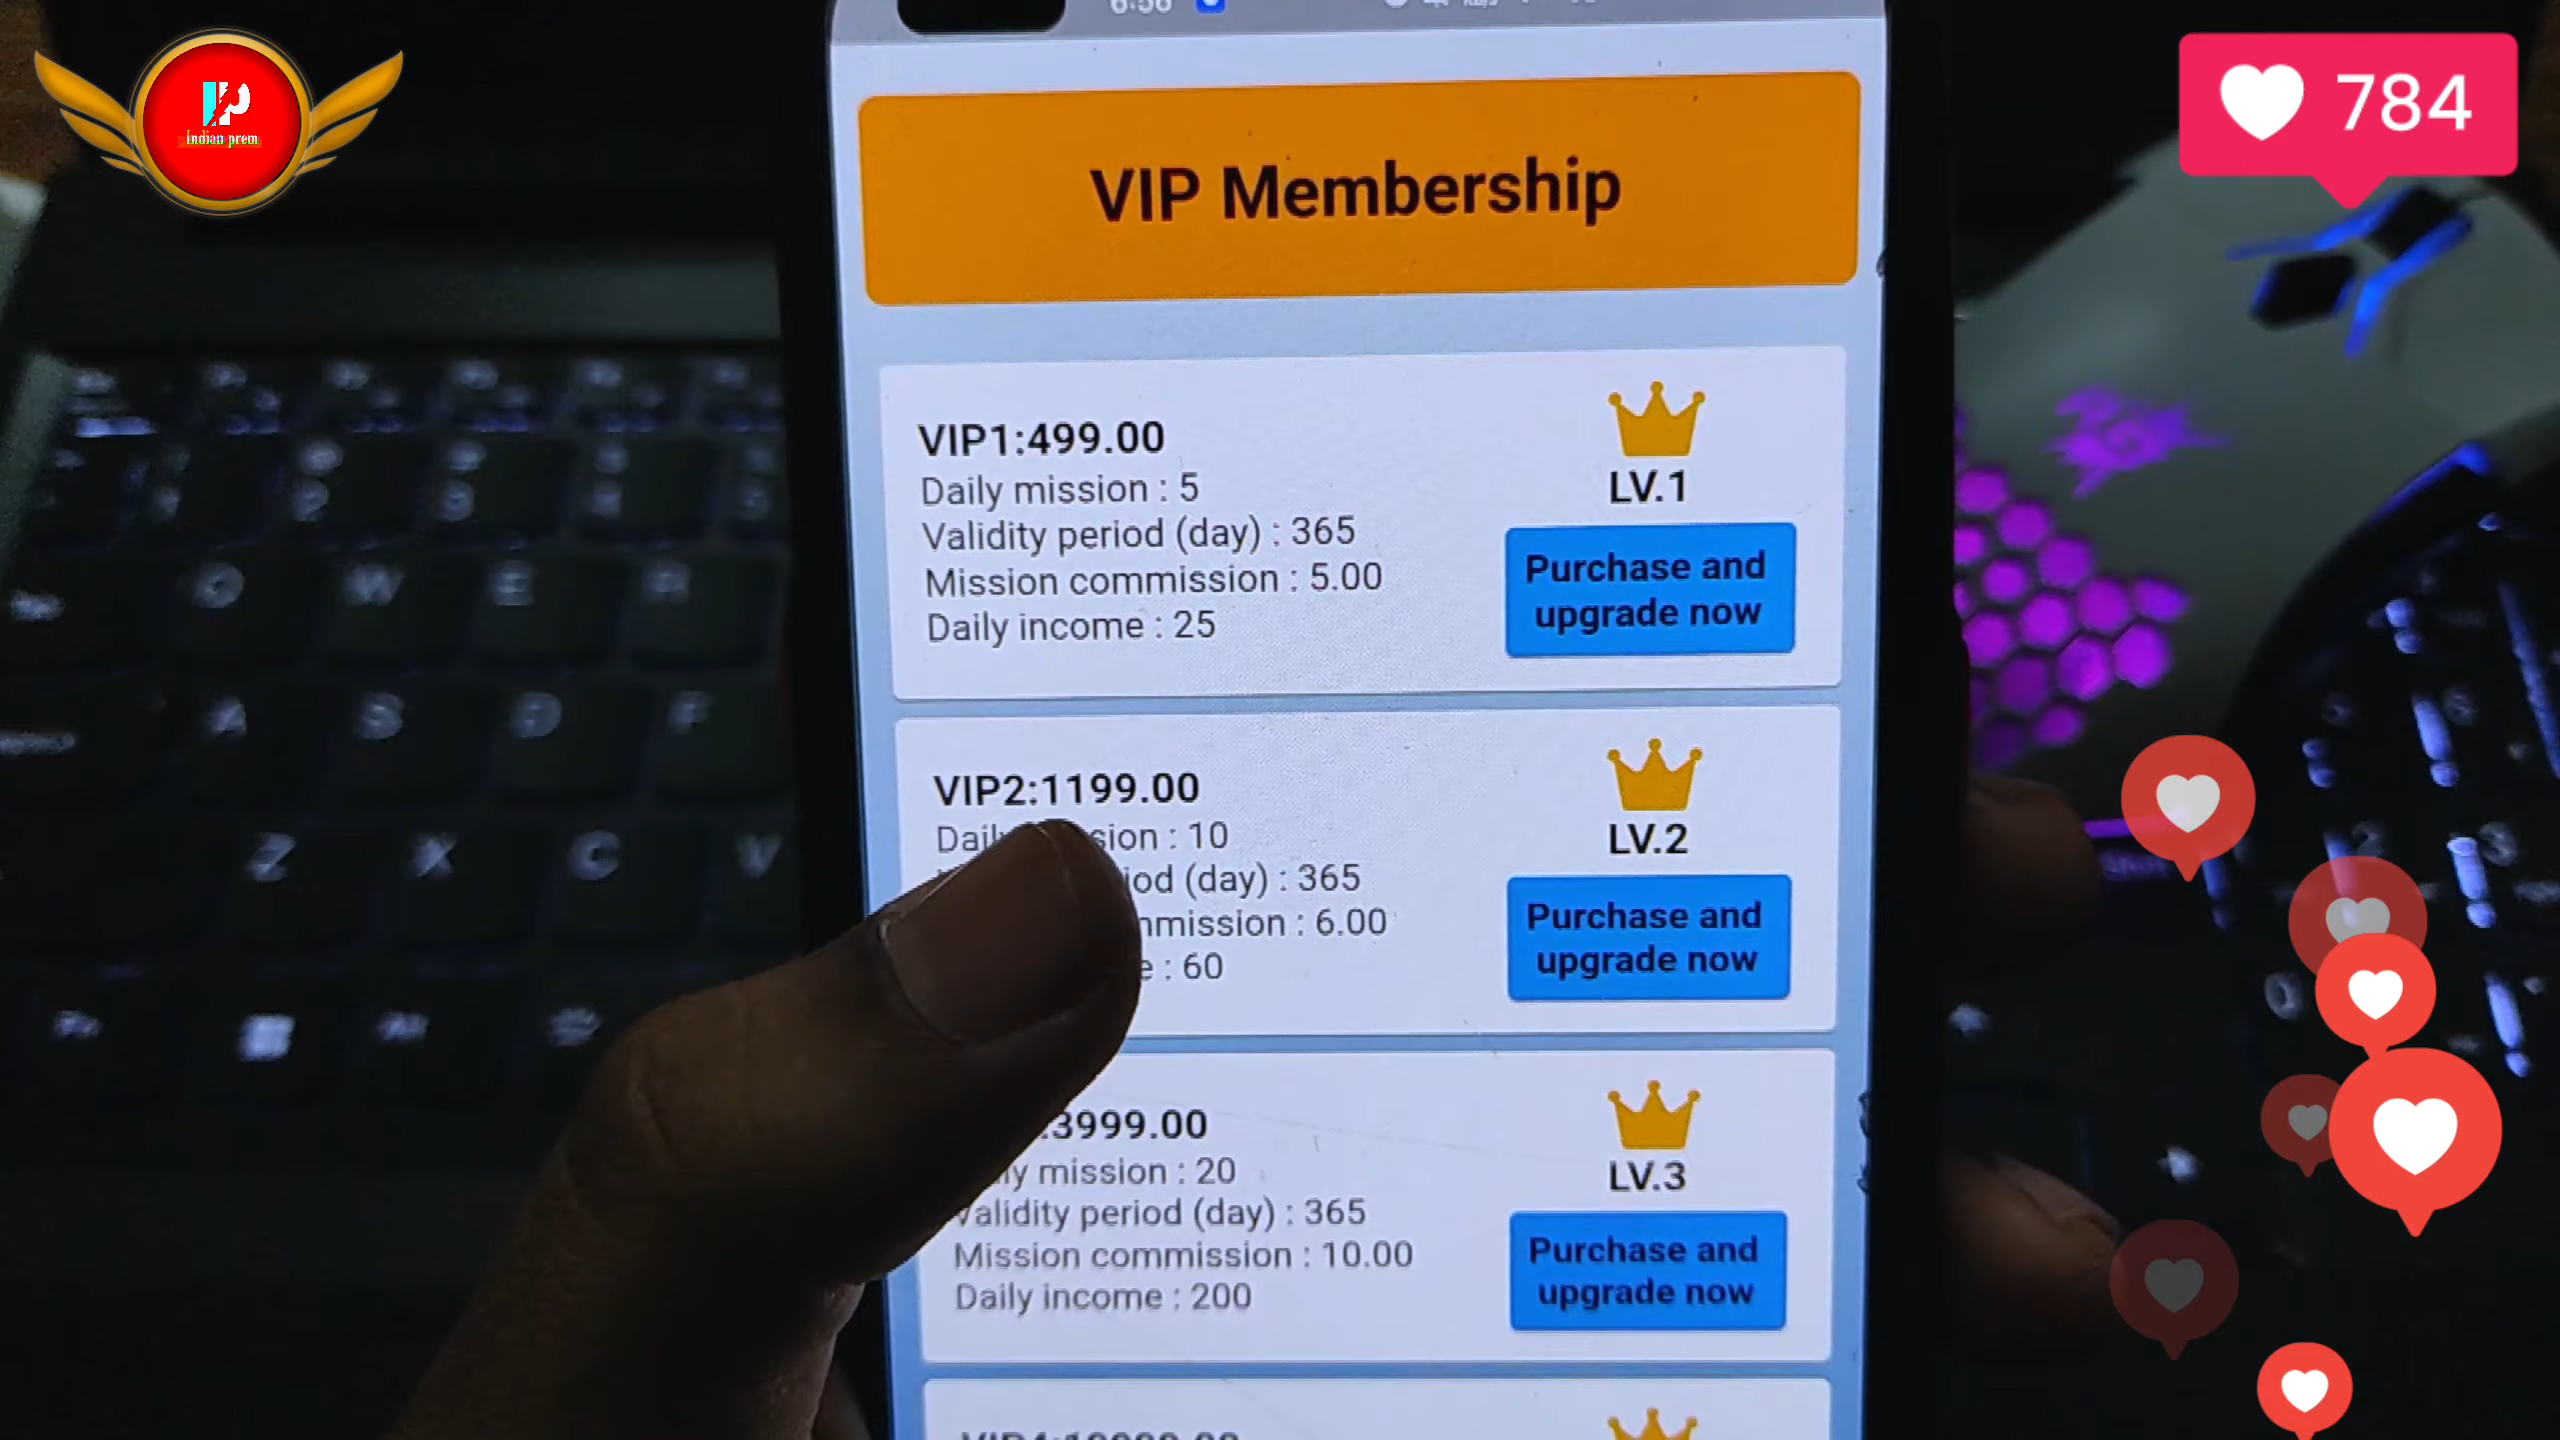 Indian prem
784
VIP Membership
VIP1:499.00
Daily mission : 5
Validity period (day) : 365
Mission commission : 5.00
Daily income : 25
LV.1
Purchase and
upgrade now
VIP2:1199.00
10
(day) : 365
: 6.00
: 60
LV.2
Purchase and
upgrade now
3999.00
mission : 20
Validity period (day) : 365
Mission commission : 10.00
Daily income : 200
LV.3
Purchase and
upgrade now
W E R
A S D F
Z X C V